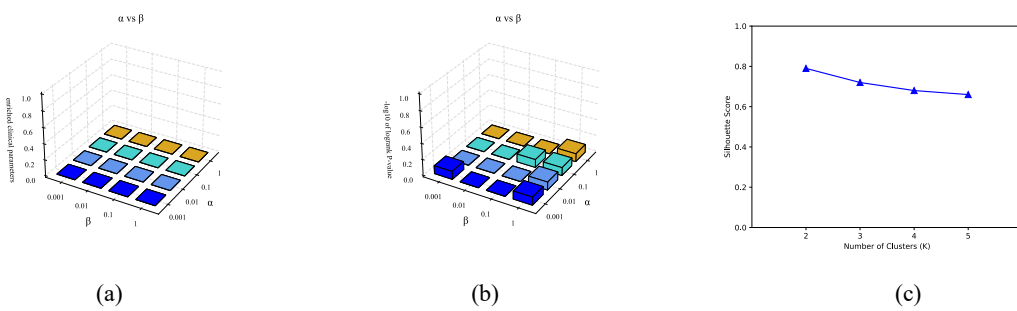 α vs β
enriched clinical parameters
1.0
0.8
0.6
0.4
0.2
0.0
0.001
0.01
0.1
1
β
0.001
0.01
0.1
1
α
(a)
α vs β
-log10 of logrank P-value
1.0
0.8
0.6
0.4
0.2
0.0
0.001
0.01
0.1
1
β
0.001
0.01
0.1
1
α
(b)
Silhouette Score
1.0
0.8
0.6
0.4
0.2
0.0
2 3 4 5
Number of Clusters (K)
(c)